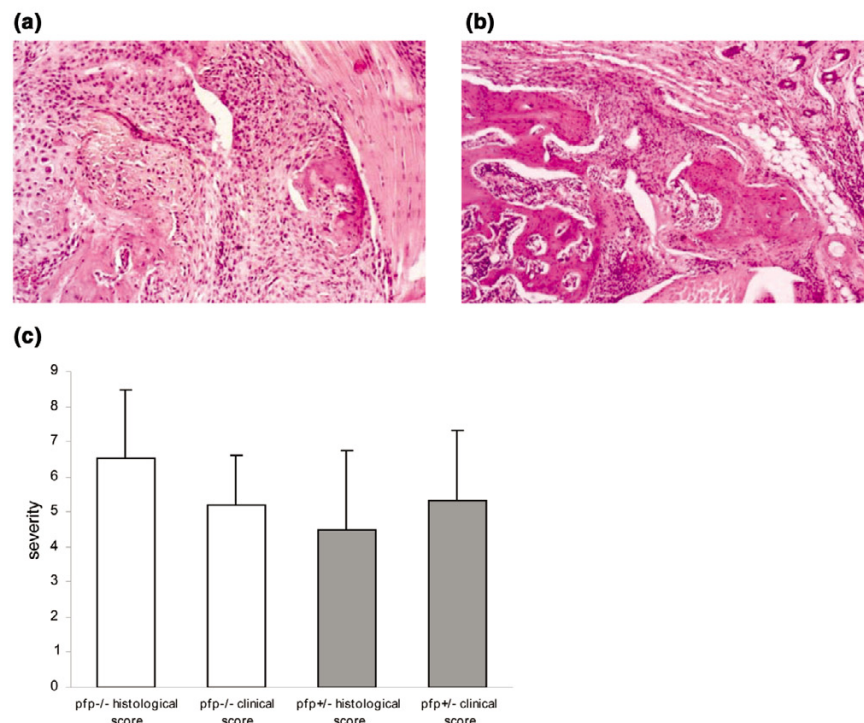 (a)
(b)
(c)
9
8
7
6
5
4
3
2
1
0
severity
pfp-/- histological score
pfp-/- clinical score
pfp+/- histological score
pfp+/- clinical score